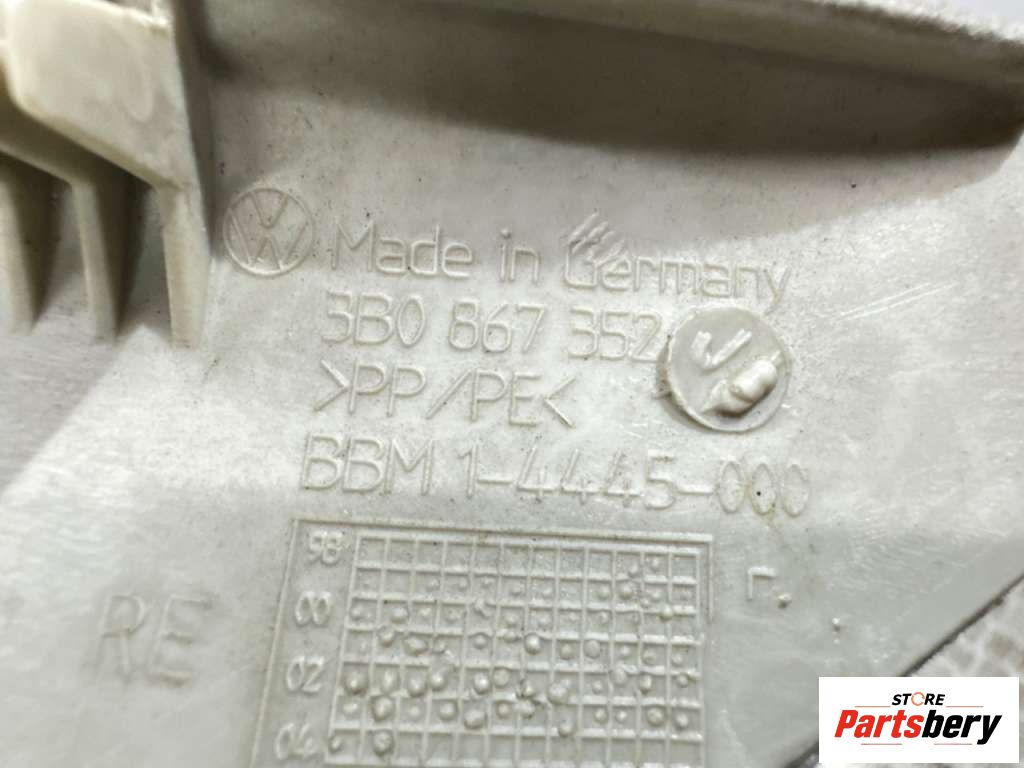 VW Made in Germany
3B0 867 352 J
>PP/PE<
BBM 1-4445-000
98
00
02
04
RE
STORE
Partsbery